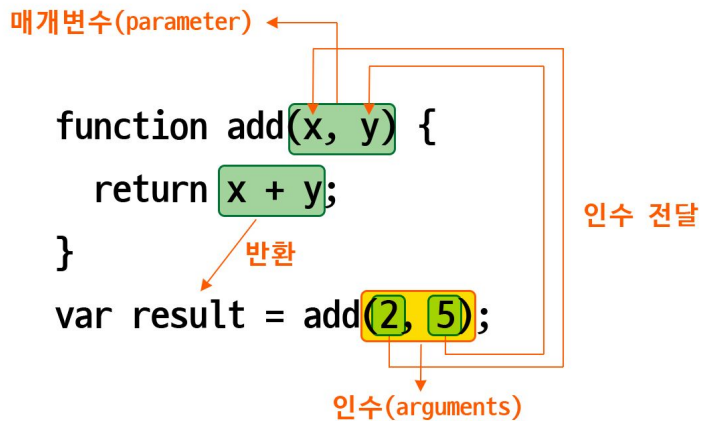 매개변수(parameter)
function add(x, y) {
return x + y;
인수 전달
}
반환
var result = add(2, 5);
인수(arguments)